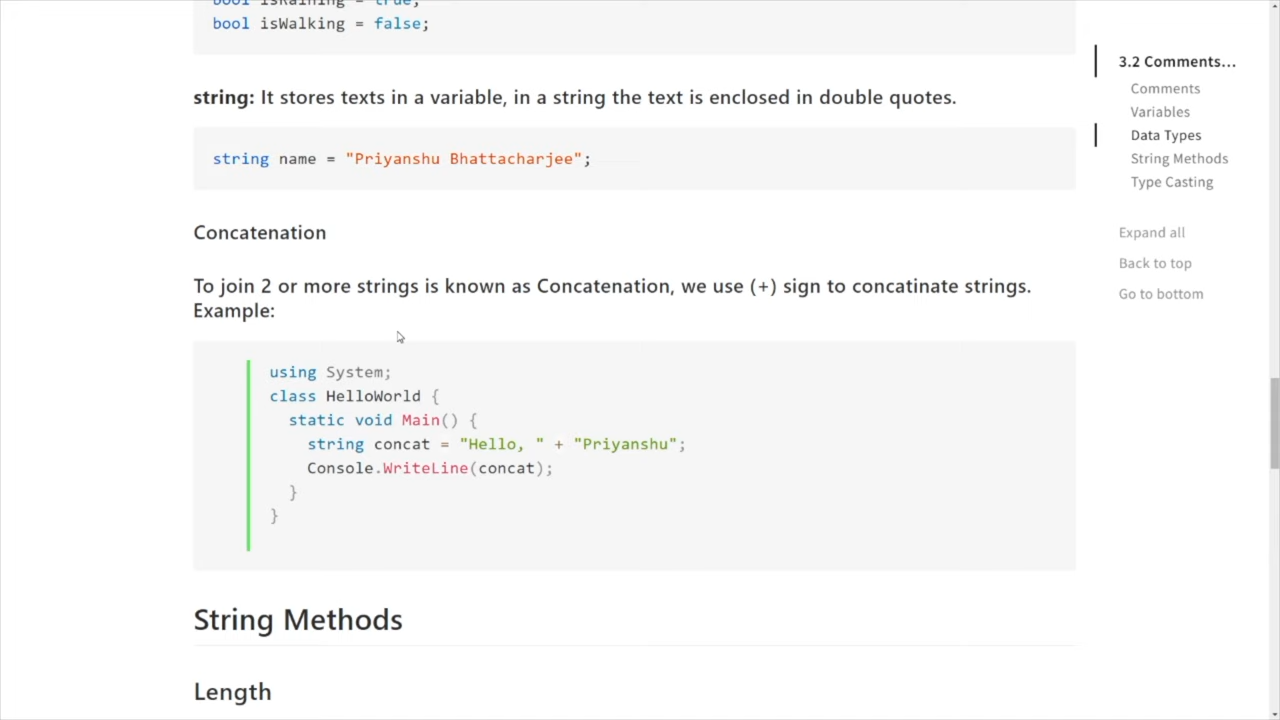 bool isRaining = true;
bool isWalking = false;
string: It stores texts in a variable, in a string the text is enclosed in double quotes.
string name = "Priyanshu Bhattacharjee";
Concatenation
To join 2 or more strings is known as Concatenation, we use (+) sign to concatinate strings.
Example:
using System;
class HelloWorld {
static void Main() {
string concat = "Hello, " + "Priyanshu";
Console.WriteLine(concat);
}
}
String Methods
Length
3.2 Comments…
Comments
Variables
Data Types
String Methods
Type Casting
Expand all
Back to top
Go to bottom